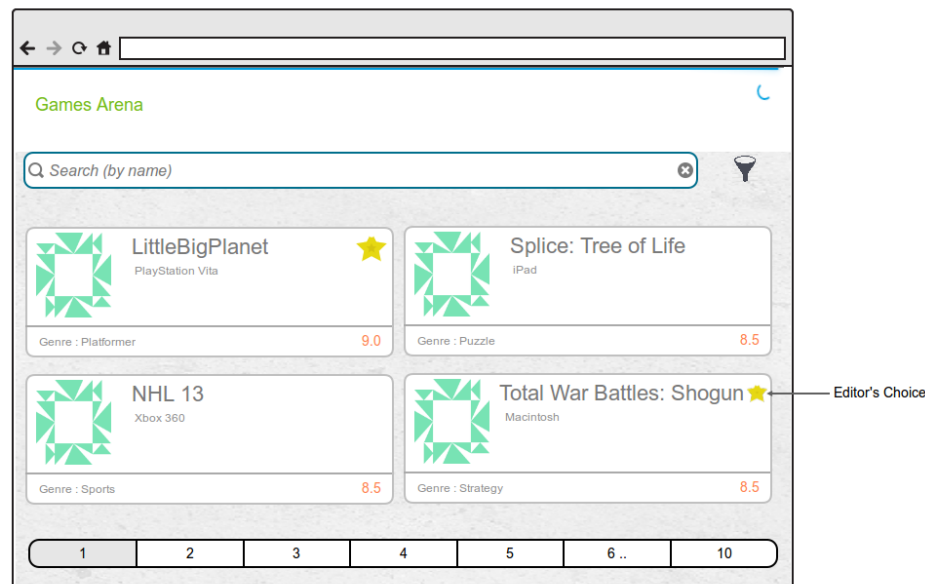 Games Arena
Search (by name)
LittleBigPlanet
PlayStation Vita
Genre : Platformer
9.0
Splice: Tree of Life
iPad
Genre : Puzzle
8.5
NHL 13
Xbox 360
Genre : Sports
8.5
Total War Battles: Shogun
Macintosh
Genre : Strategy
8.5
Editor's Choice
1 2 3 4 5 6 .. 10